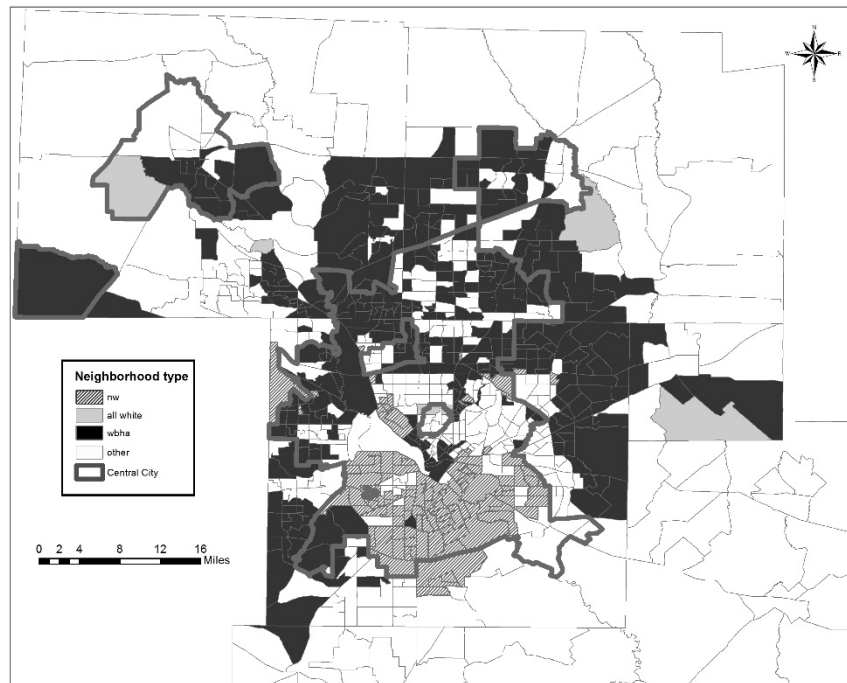 N
W E
S
Neighborhood type
nw
all white
wbha
other
Central City
0 2 4 8 12 16
Miles